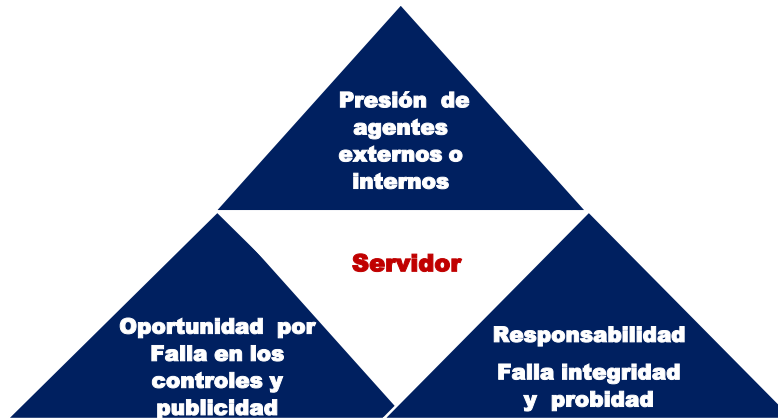 Presión de
agentes
externos o
internos
Servidor
Oportunidad por
Falla en los
controles y
publicidad
Responsabilidad
Falla integridad
y probidad